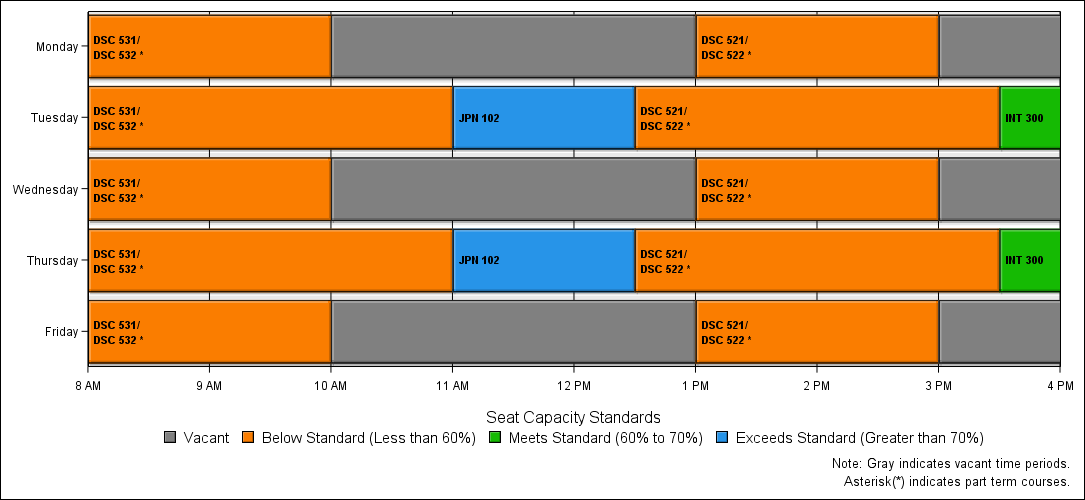 Monday
DSC 531/
DSC 532 *
DSC 521/
DSC 522 *
Tuesday
DSC 531/
DSC 532 *
JPN 102
DSC 521/
DSC 522 *
INT 300
Wednesday
DSC 531/
DSC 532 *
DSC 521/
DSC 522 *
Thursday
DSC 531/
DSC 532 *
JPN 102
DSC 521/
DSC 522 *
INT 300
Friday
DSC 531/
DSC 532 *
DSC 521/
DSC 522 *
8 AM 9 AM 10 AM 11 AM 12 PM 1 PM 2 PM 3 PM 4 PM
Seat Capacity Standards
Vacant Below Standard (Less than 60%) Meets Standard (60% to 70%) Exceeds Standard (Greater than 70%)
Note: Gray indicates vacant time periods.
Asterisk(*) indicates part term courses.